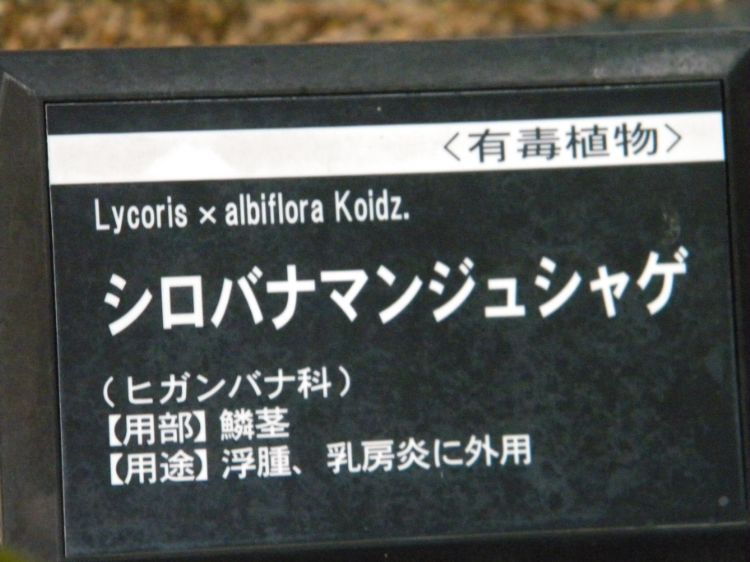 〈有毒植物〉
Lycoris × albiflora Koidz.
シロバナマンジュシャゲ
（ヒガンバナ科）
【用部】鱗茎
【用途】浮腫、乳房炎に外用